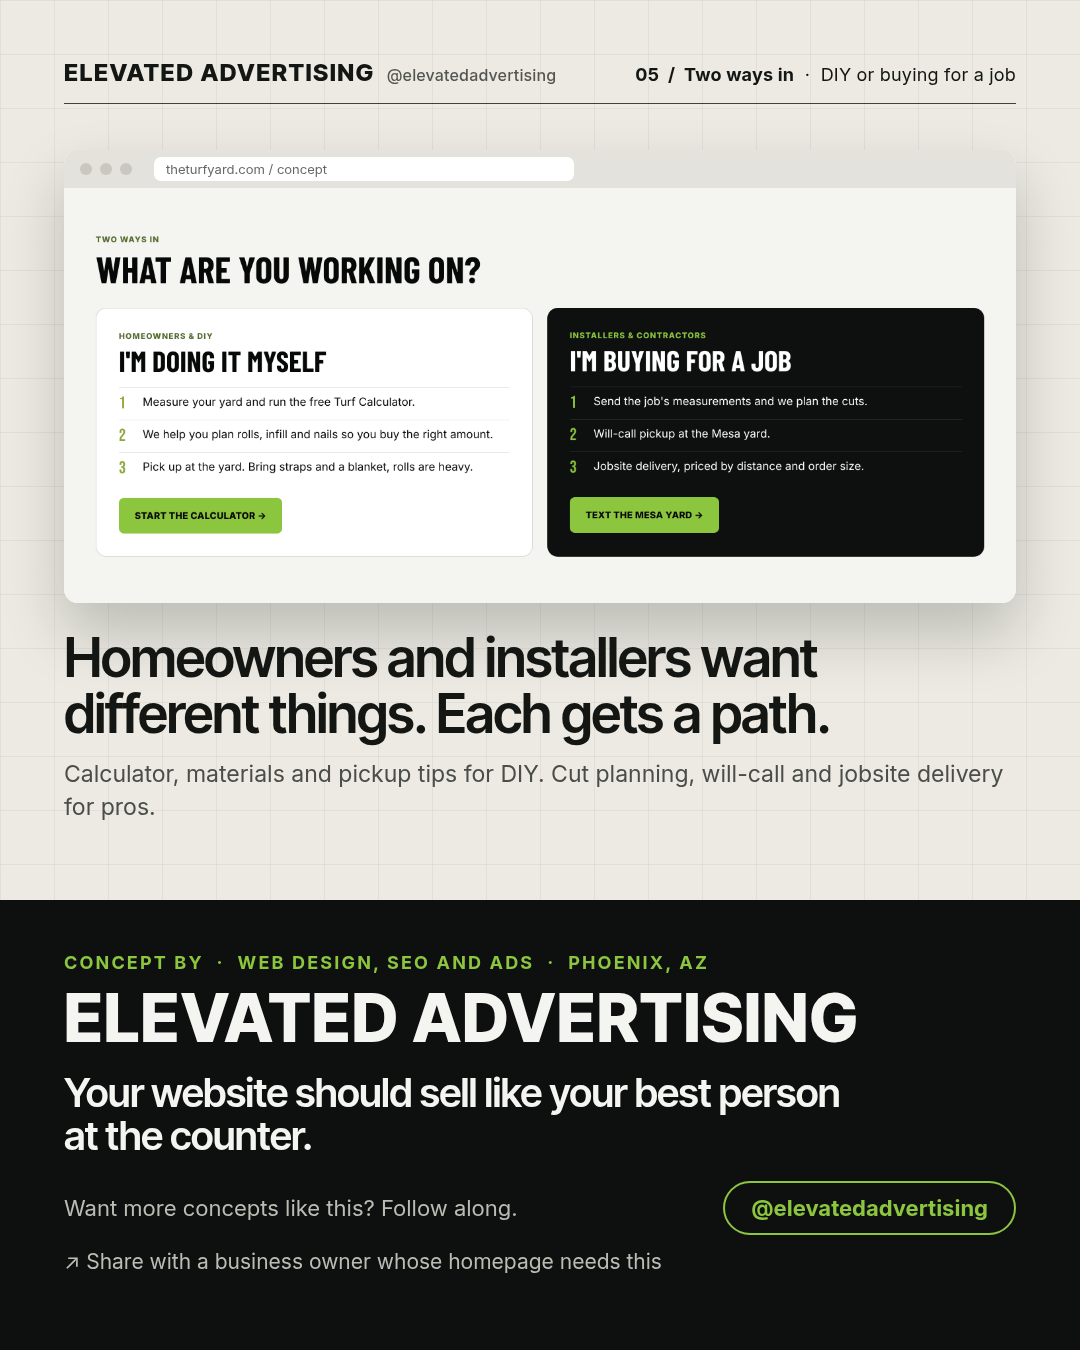 ELEVATED ADVERTISING @elevatedadvertising
05 / Two ways in · DIY or buying for a job
theturfyard.com / concept
TWO WAYS IN
WHAT ARE YOU WORKING ON?
HOMEOWNERS & DIY
I'M DOING IT MYSELF
1 Measure your yard and run the free Turf Calculator.
2 We help you plan rolls, infill and nails so you buy the right amount.
3 Pick up at the yard. Bring straps and a blanket, rolls are heavy.
START THE CALCULATOR →
INSTALLERS & CONTRACTORS
I'M BUYING FOR A JOB
1 Send the job's measurements and we plan the cuts.
2 Will-call pickup at the Mesa yard.
3 Jobsite delivery, priced by distance and order size.
TEXT THE MESA YARD →
Homeowners and installers want
different things. Each gets a path.
Calculator, materials and pickup tips for DIY. Cut planning, will-call and jobsite delivery
for pros.
CONCEPT BY · WEB DESIGN, SEO AND ADS · PHOENIX, AZ
ELEVATED ADVERTISING
Your website should sell like your best person
at the counter.
Want more concepts like this? Follow along.
@elevatedadvertising
↗ Share with a business owner whose homepage needs this